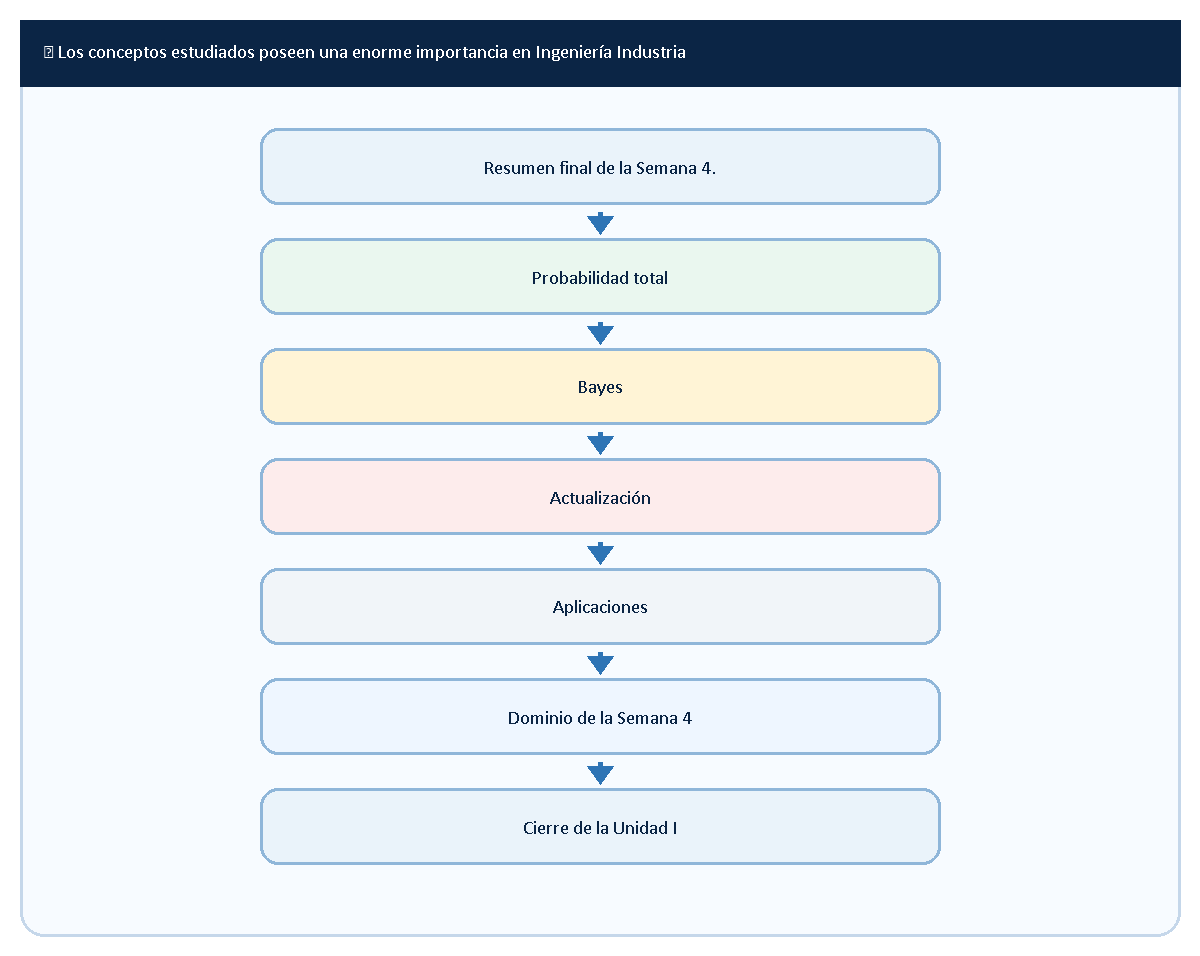 Los conceptos estudiados poseen una enorme importancia en Ingeniería Industria
Resumen final de la Semana 4.
Probabilidad total
Bayes
Actualización
Aplicaciones
Dominio de la Semana 4
Cierre de la Unidad I